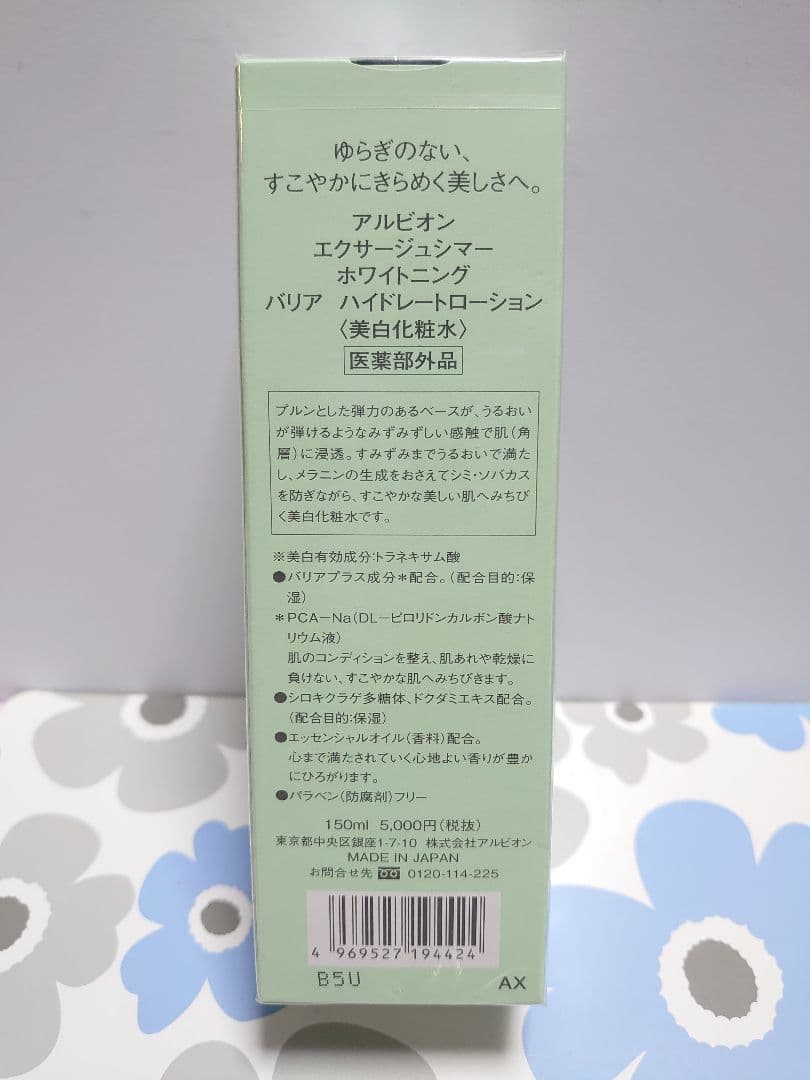 ゆらぎのない、
すこやかにきらめく美しさへ。
アルビオン
エクサージュシマー
ホワイトニング
バリア ハイドレートローション
〈美白化粧水〉
医薬部外品
プルンとした弾力のあるベースが、うるおい
が弾けるようなみずみずしい感触で肌(角
層)に浸透。すみずみまでうるおいで満た
し、メラニンの生成をおさえてシミ・ソバカス
を防ぎながら、すこやかな美しい肌へみちび
く美白化粧水です。
※美白有効成分:トラネキサム酸
●バリアプラス成分*配合。(配合目的:保
湿)
*PCA-Na(DL-ピロリドンカルボン酸ナト
リウム液)
肌のコンディションを整え、肌あれや乾燥に
負けない、すこやかな肌へみちびきます。
●シロキクラゲ多糖体、ドクダミエキス配合。
(配合目的:保湿)
●エッセンシャルオイル(香料)配合。
心まで満たされていく心地よい香りが豊か
にひろがります。
●パラベン(防腐剤)フリー
150ml 5,000円(税抜)
東京都中央区銀座1-7-10 株式会社アルビオン
MADE IN JAPAN
お問合せ先 0120-114-225
4 969527 194424
B5U
AX